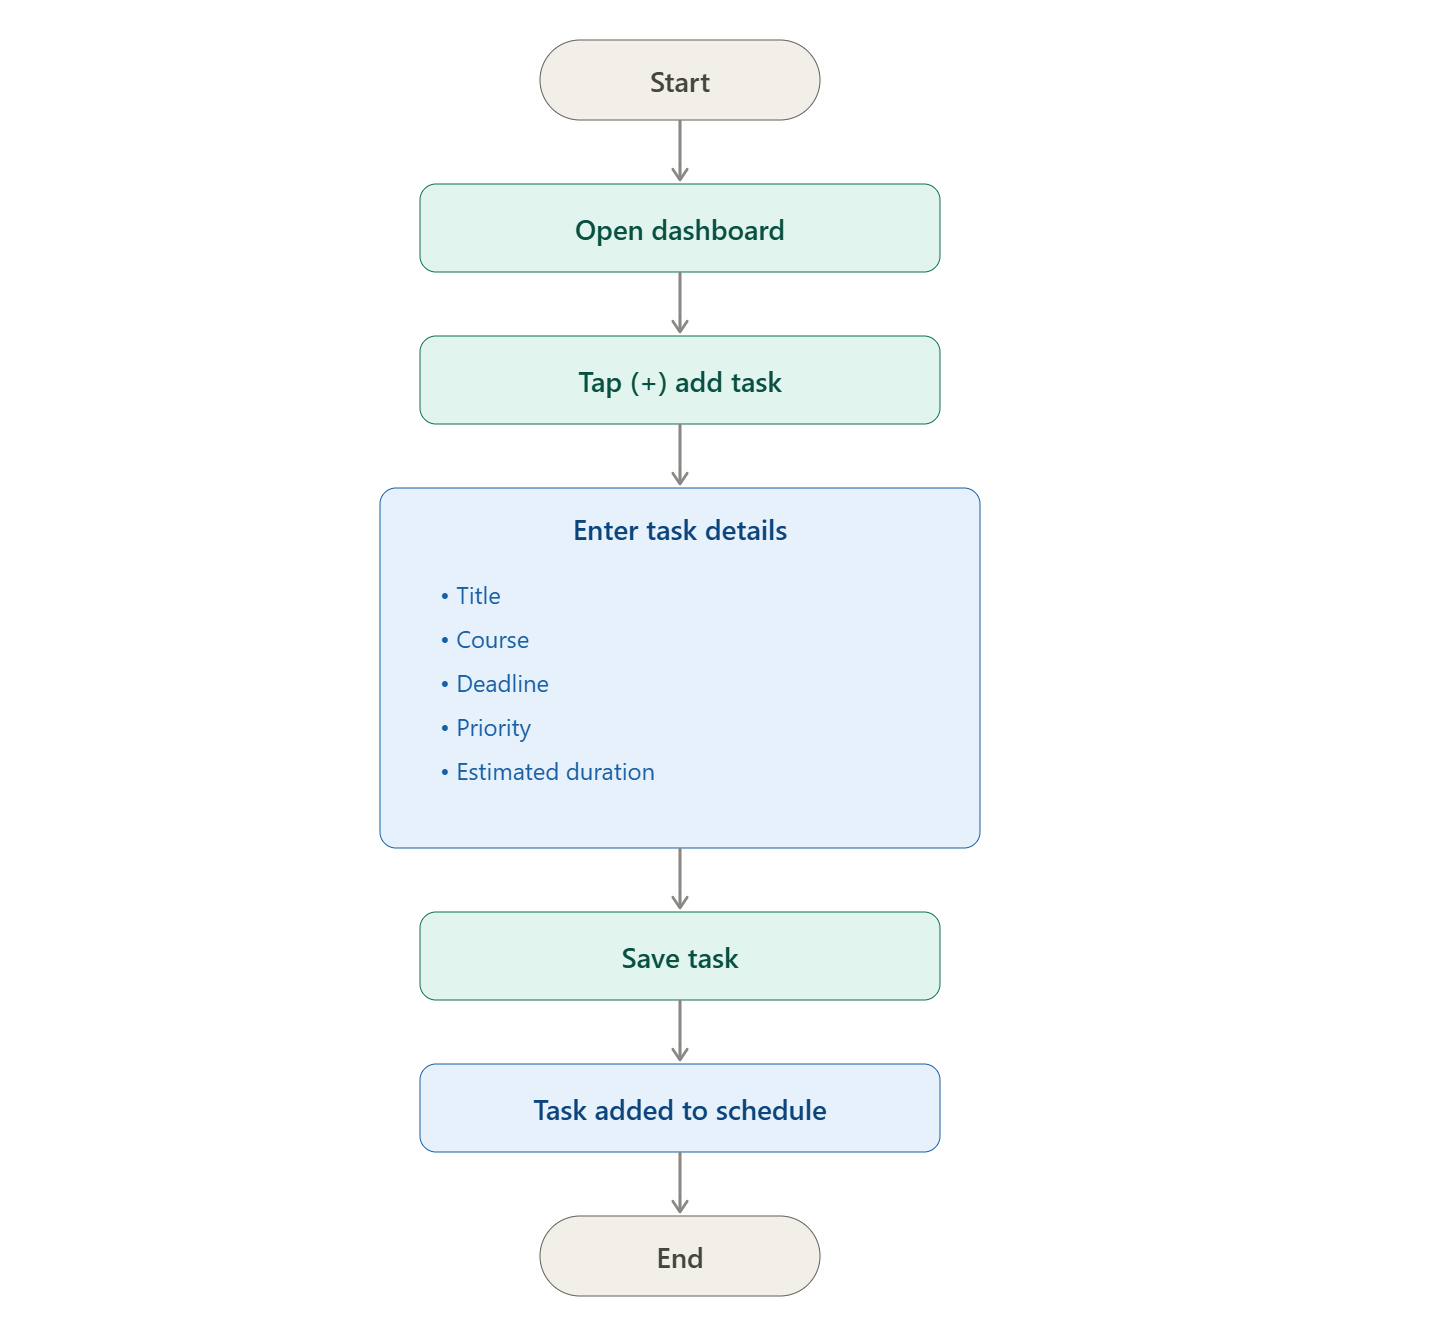 Start
Open dashboard
Tap (+) add task
Enter task details
• Title
• Course
• Deadline
• Priority
• Estimated duration
Save task
Task added to schedule
End